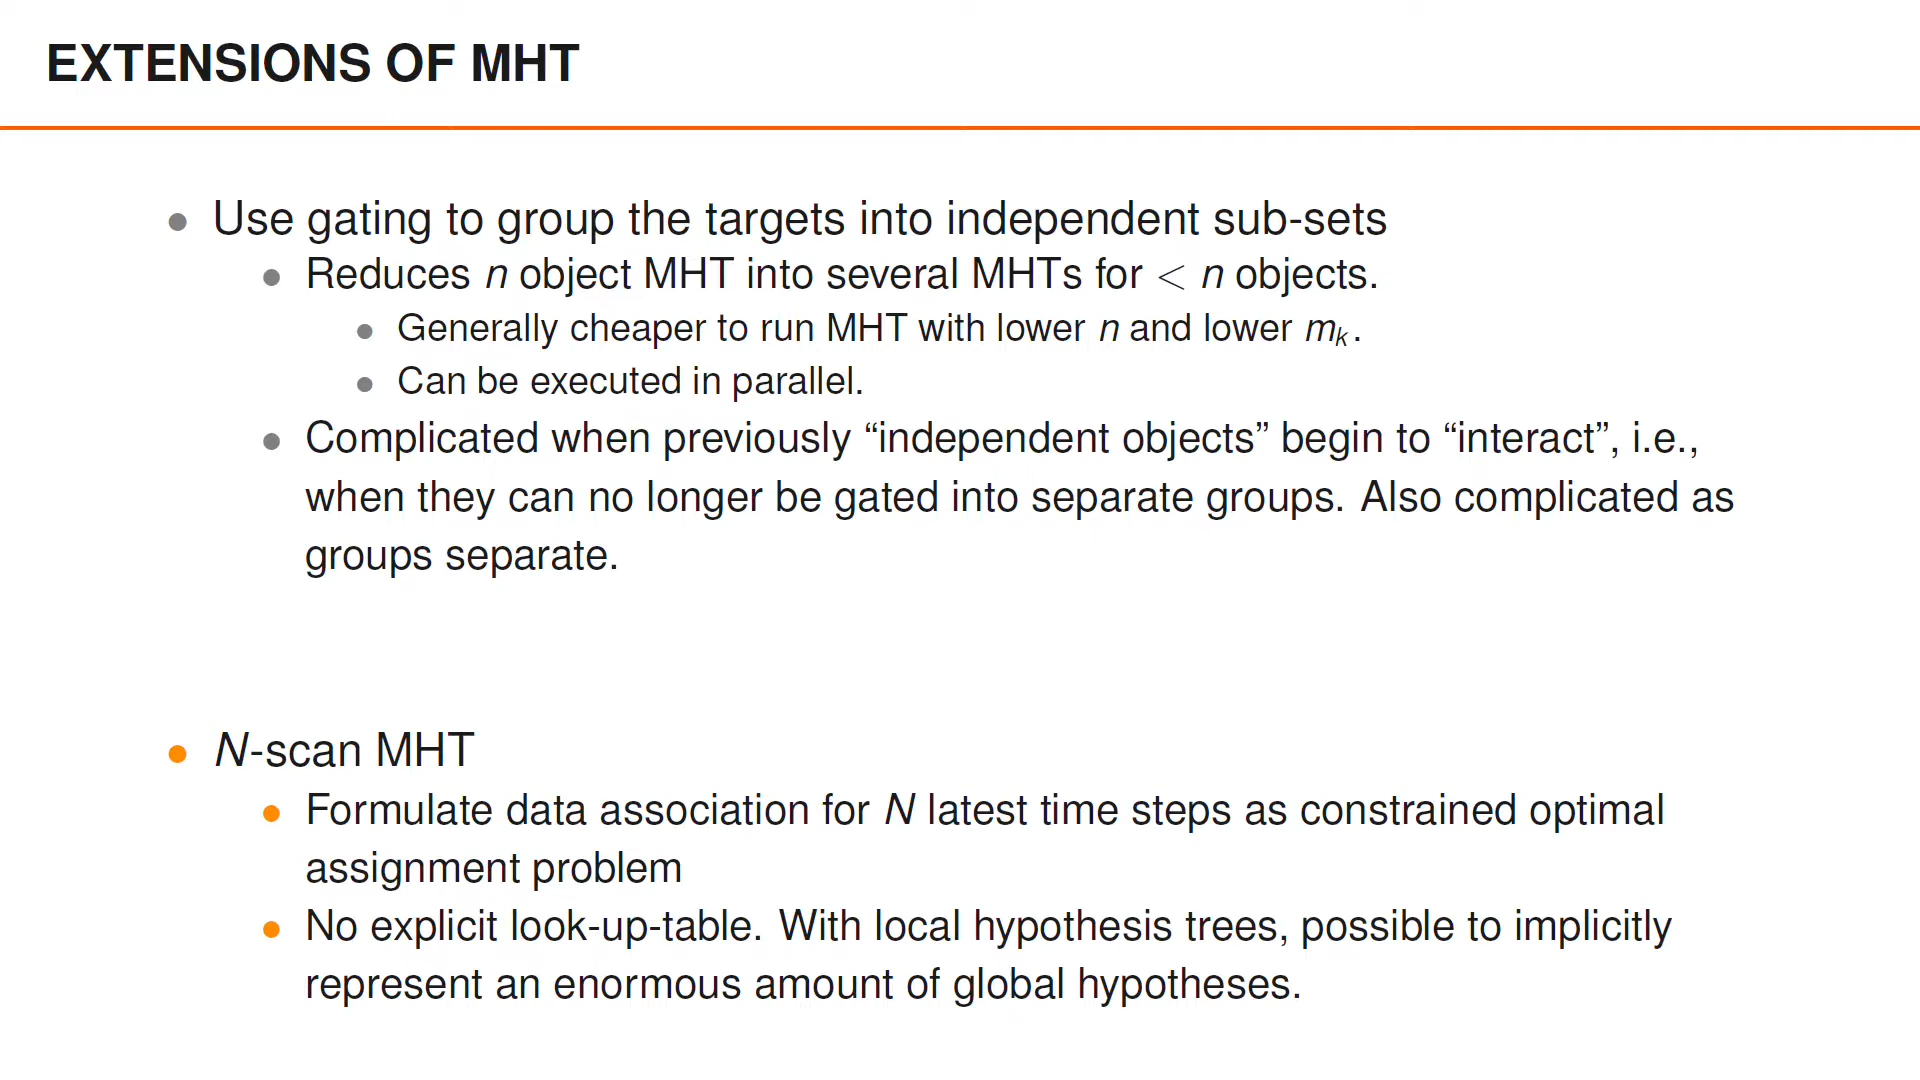 EXTENSIONS OF MHT
• Use gating to group the targets into independent sub-sets
• Reduces n object MHT into several MHTs for < n objects.
• Generally cheaper to run MHT with lower n and lower mₖ.
• Can be executed in parallel.
• Complicated when previously “independent objects” begin to “interact”, i.e.,
when they can no longer be gated into separate groups. Also complicated as
groups separate.
• N-scan MHT
• Formulate data association for N latest time steps as constrained optimal
assignment problem
• No explicit look-up-table. With local hypothesis trees, possible to implicitly
represent an enormous amount of global hypotheses.